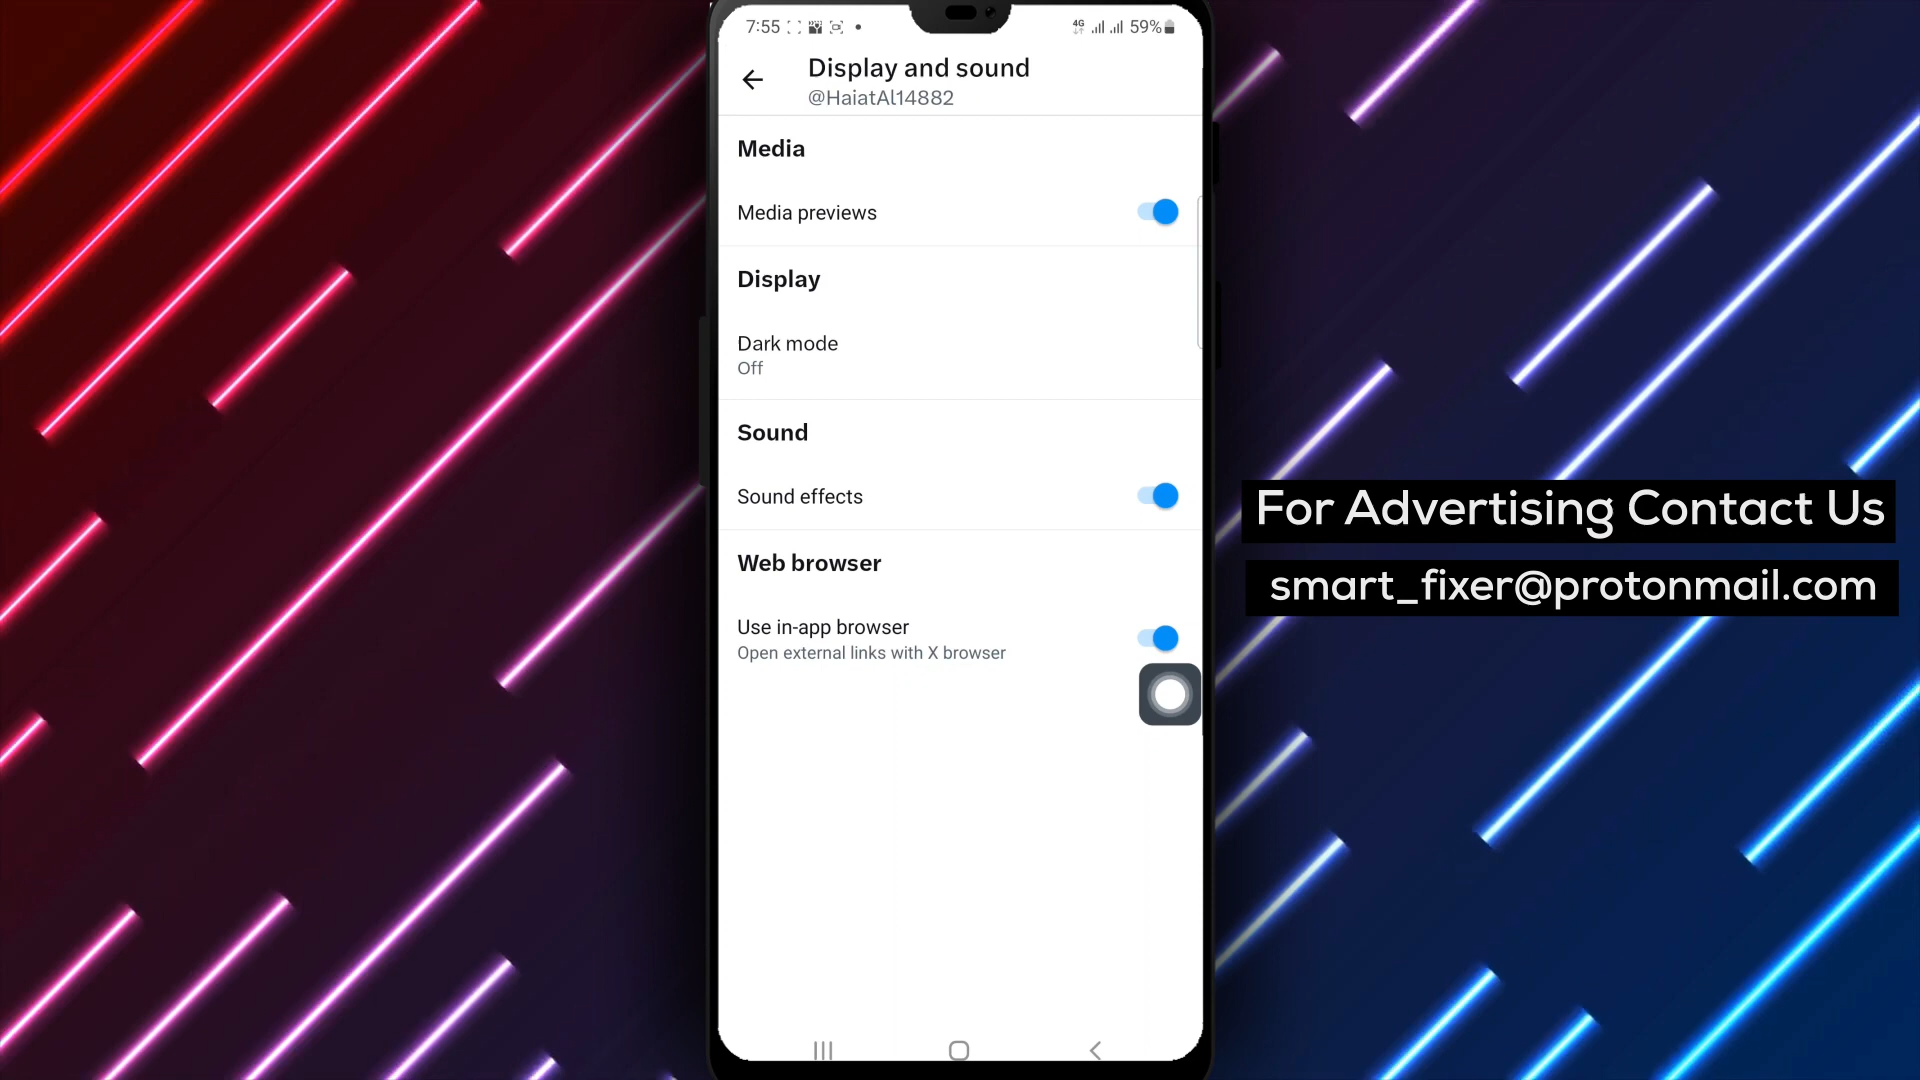 7:55
4G 59%
Display and sound
@HaiatAl14882
Media
Media previews
Display
Dark mode
Off
Sound
Sound effects
Web browser
Use in-app browser
Open external links with X browser
For Advertising Contact Us
smart_fixer@protonmail.com